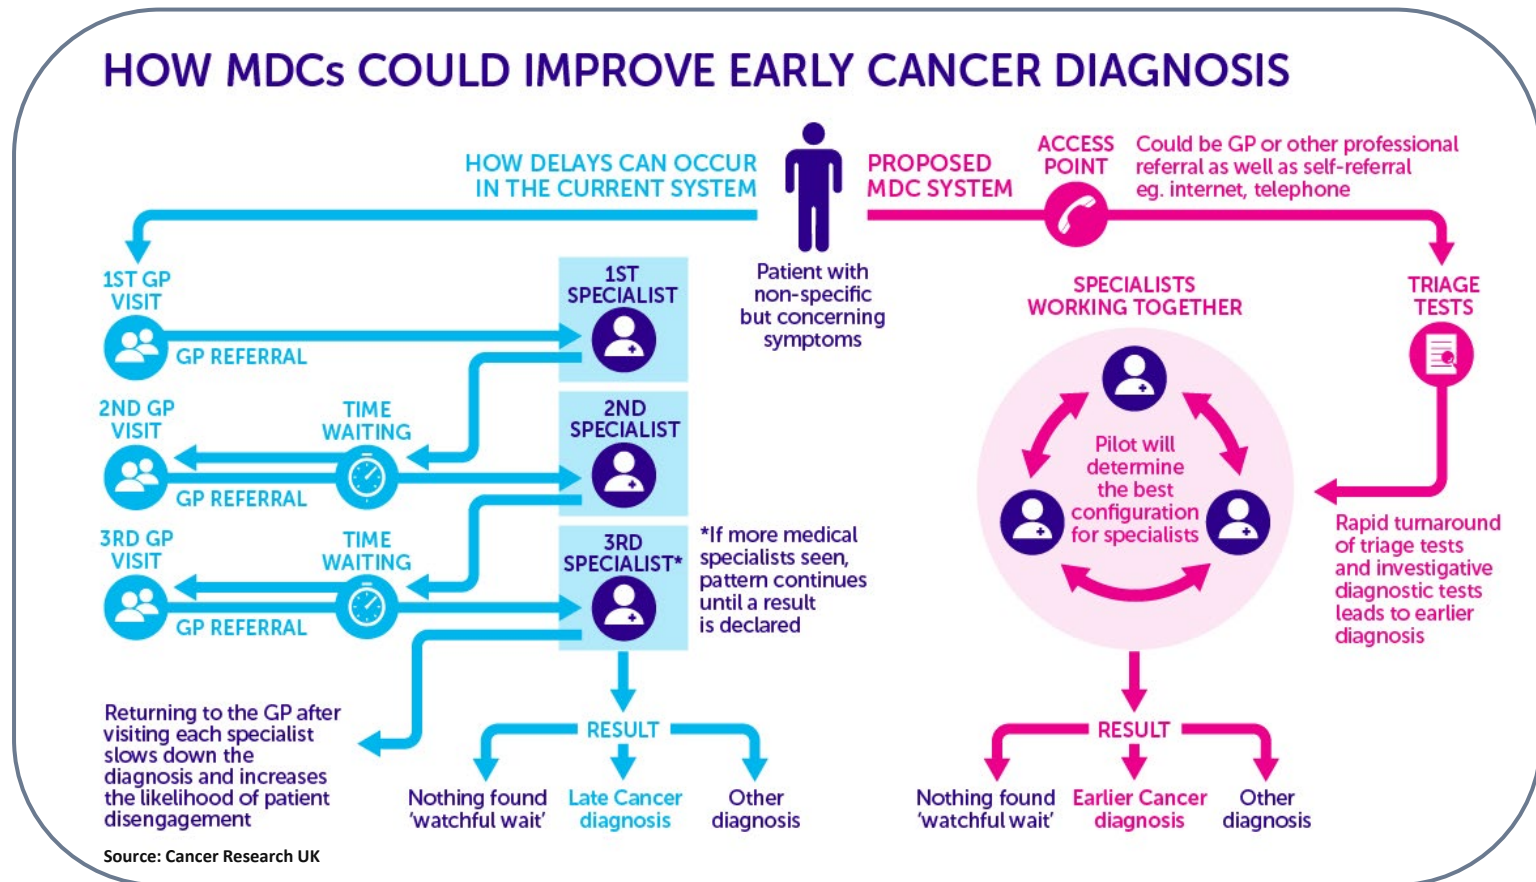 HOW MDCs COULD IMPROVE EARLY CANCER DIAGNOSIS
HOW DELAYS CAN OCCUR
IN THE CURRENT SYSTEM
1ST GP
VISIT
GP REFERRAL
1ST
SPECIALIST
2ND GP
VISIT
TIME
WAITING
GP REFERRAL
2ND
SPECIALIST
3RD GP
VISIT
TIME
WAITING
GP REFERRAL
3RD
SPECIALIST*
*If more medical
specialists seen,
pattern continues
until a result
is declared
Returning to the GP after
visiting each specialist
slows down the
diagnosis and increases
the likelihood of patient
disengagement
RESULT
Nothing found
'watchful wait'
Late Cancer
diagnosis
Other
diagnosis
Patient with
non-specific
but concerning
symptoms
PROPOSED
MDC SYSTEM
ACCESS
POINT
Could be GP or other professional
referral as well as self-referral
eg. internet, telephone
TRIAGE
TESTS
Rapid turnaround
of triage tests
and investigative
diagnostic tests
leads to earlier
diagnosis
SPECIALISTS
WORKING TOGETHER
Pilot will
determine
the best
configuration
for specialists
RESULT
Nothing found
'watchful wait'
Earlier Cancer
diagnosis
Other
diagnosis
Source: Cancer Research UK